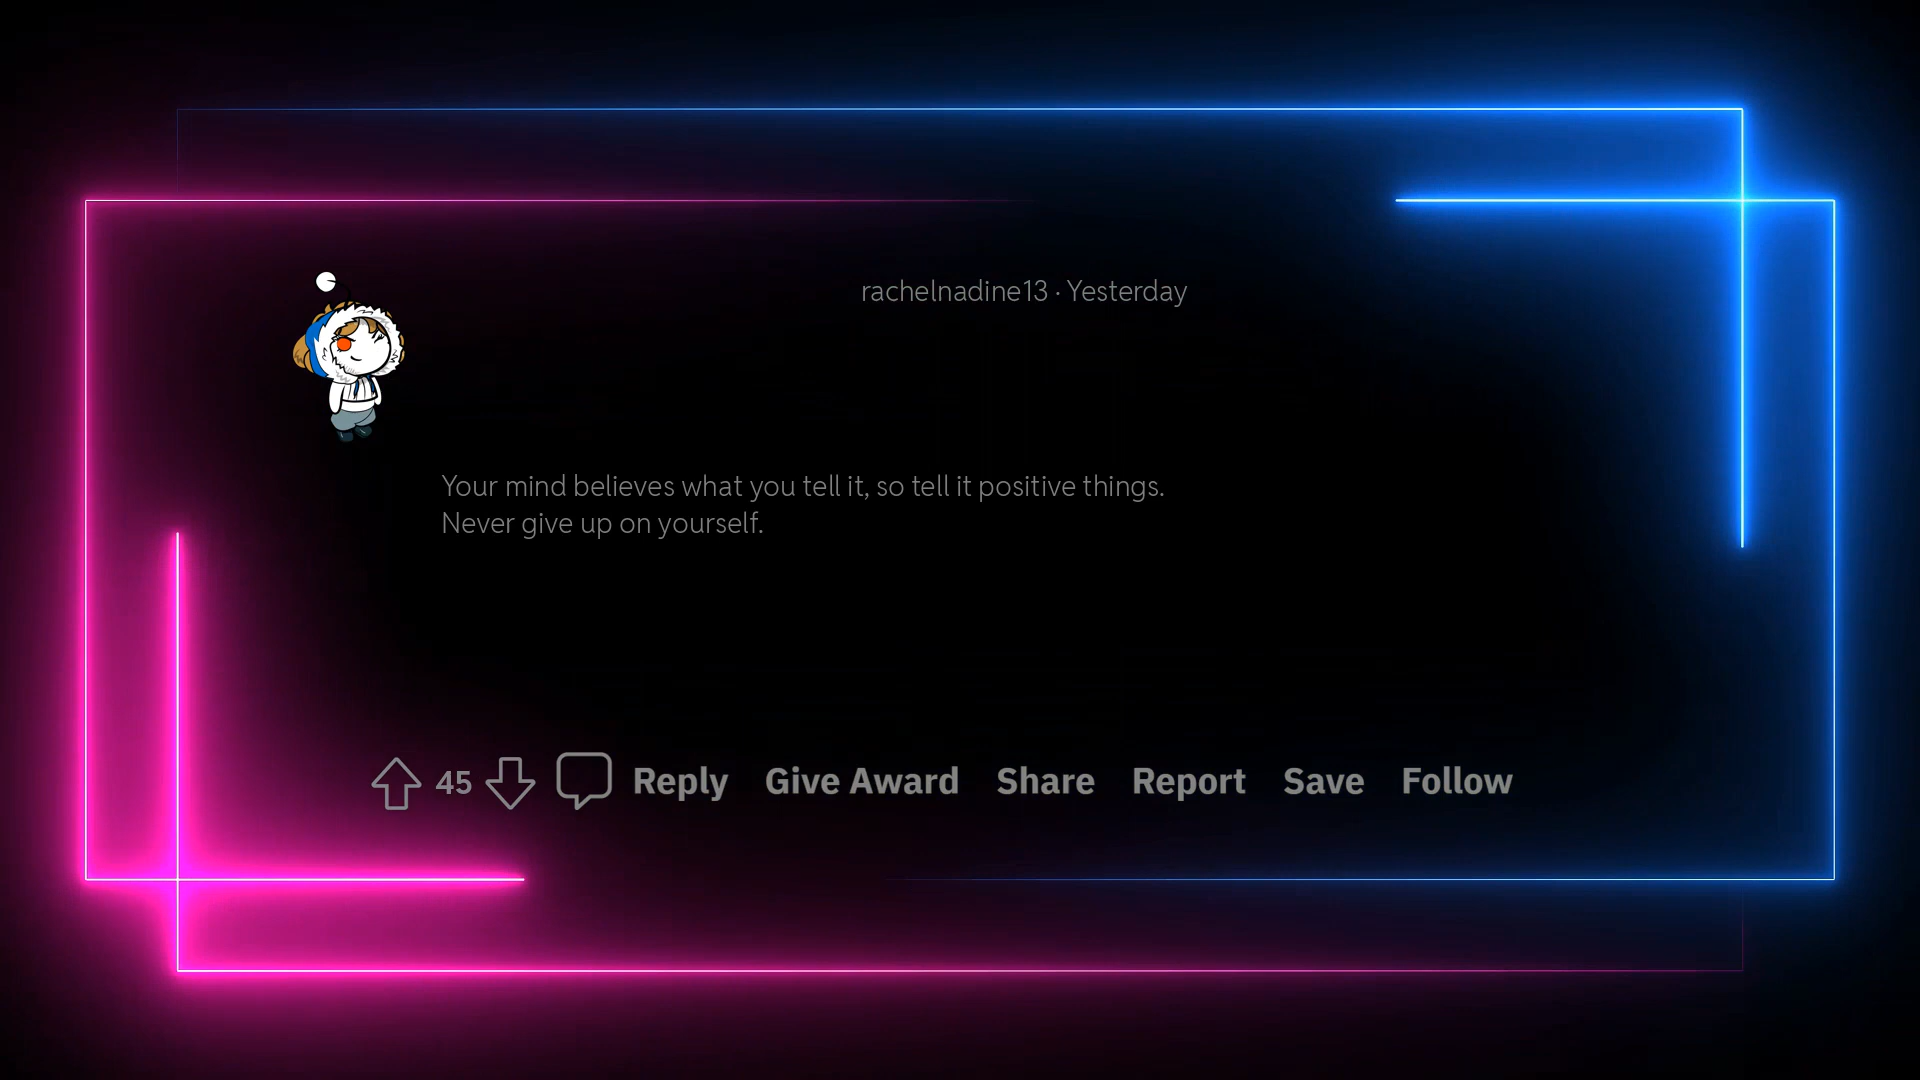 rachelnadine13 · Yesterday
Your mind believes what you tell it, so tell it positive things.
Never give up on yourself.
45 Reply Give Award Share Report Save Follow